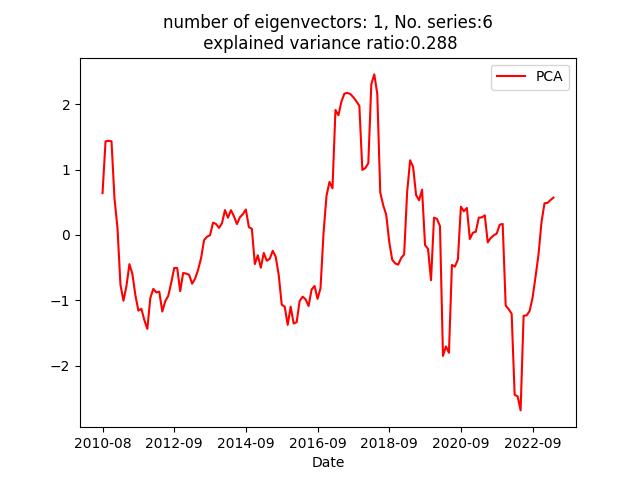 number of eigenvectors: 1, No. series:6
explained variance ratio:0.288
PCA
2
1
0
−1
−2
2010-08 2012-09 2014-09 2016-09 2018-09 2020-09 2022-09
Date